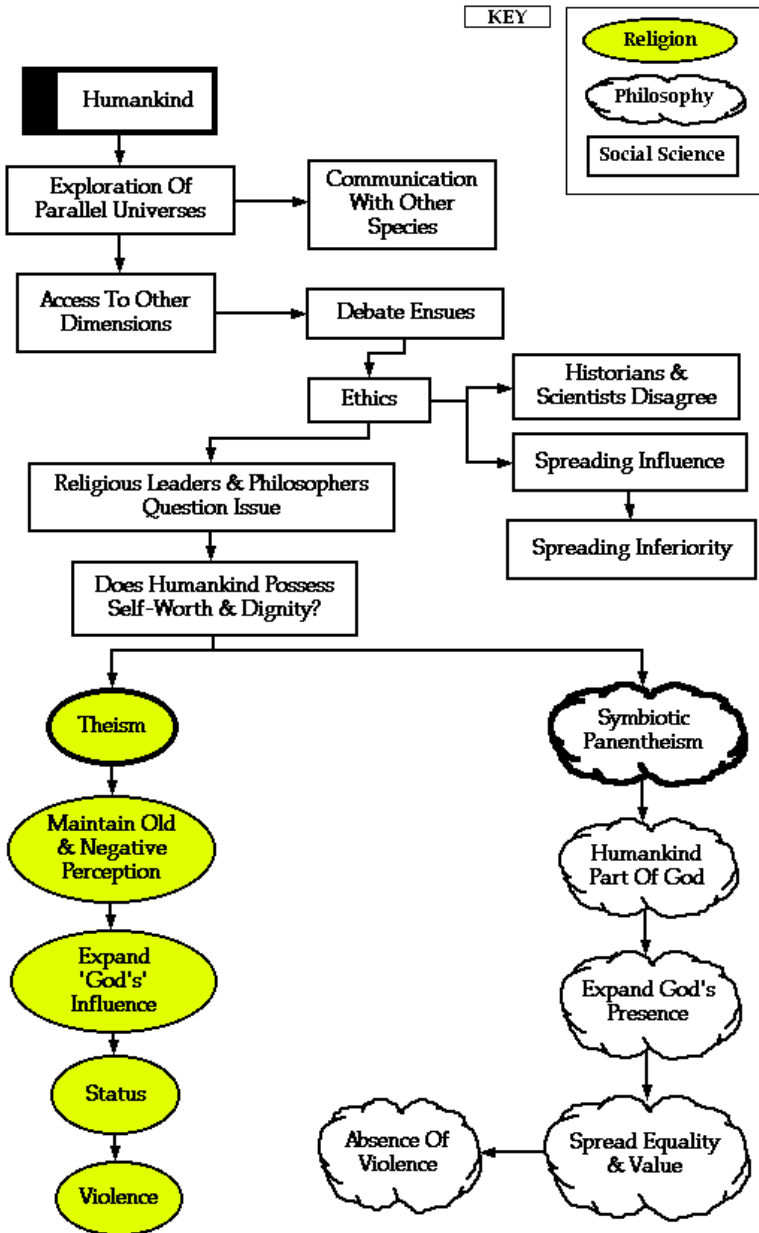 KEY
Religion
Philosophy
Social Science
Humankind
Exploration Of
Parallel Universes
Communication
With Other
Species
Access To Other
Dimensions
Debate Ensues
Ethics
Historians &
Scientists Disagree
Spreading Influence
Religious Leaders & Philosophers
Question Issue
Spreading Inferiority
Does Humankind Possess
Self-Worth & Dignity?
Theism
Maintain Old
& Negative
Perception
Expand
'God's'
Influence
Status
Violence
Symbiotic
Panentheism
Humankind
Part Of God
Expand God's
Presence
Spread Equality
& Value
Absence Of
Violence